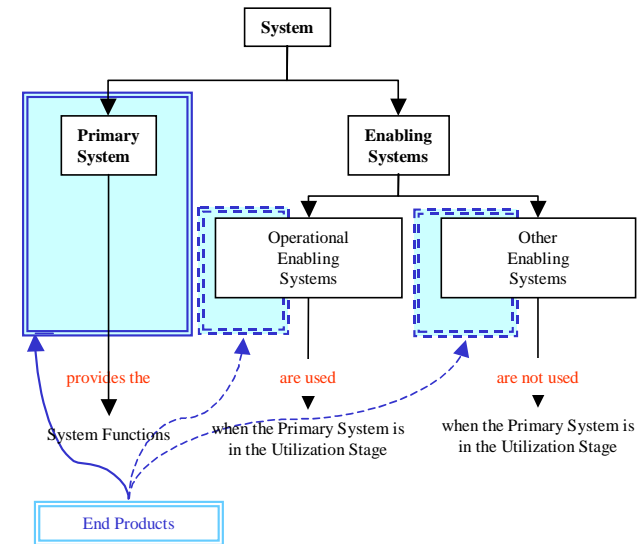 System
Primary
System
Enabling
Systems
Operational
Enabling
Systems
Other
Enabling
Systems
provides the
are used
are not used
System Functions
when the Primary System is
in the Utilization Stage
when the Primary System is
in the Utilization Stage
End Products